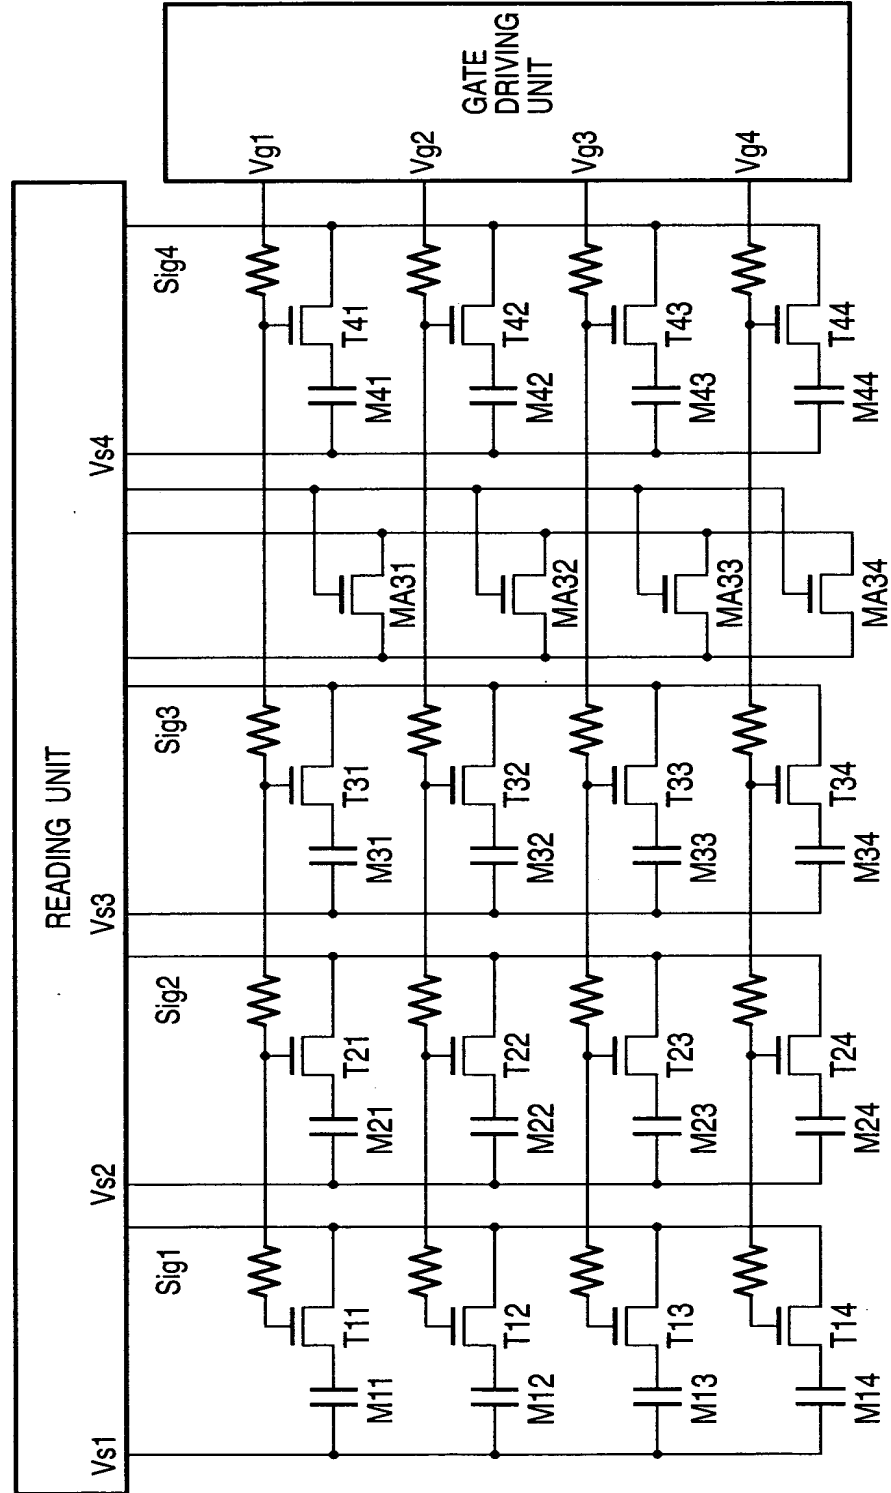 READING UNIT
Vs1
Vs2
Vs3
Vs4
Sig1
Sig2
Sig3
Sig4
GATE
DRIVING
UNIT
Vg1
Vg2
Vg3
Vg4
M11
T11
M21
T21
M31
T31
MA31
M41
T41
M12
T12
M22
T22
M32
T32
MA32
M42
T42
M13
T13
M23
T23
M33
T33
MA33
M43
T43
M14
T14
M24
T24
M34
T34
MA34
M44
T44